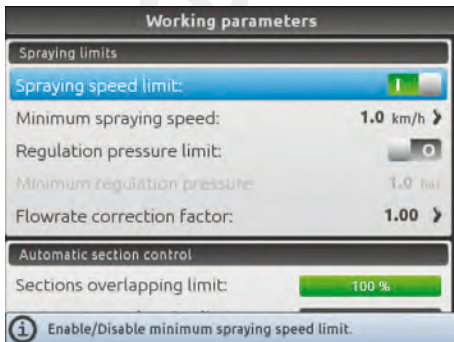 Working parameters
Spraying limits
Spraying speed limit: I
Minimum spraying speed: 1.0 km/h
Regulation pressure limit: O
Minimum regulation pressure: 1.0 bar
Flowrate correction factor: 1.00
Automatic section control
Sections overlapping limit: 100 %
Enable/Disable minimum spraying speed limit.